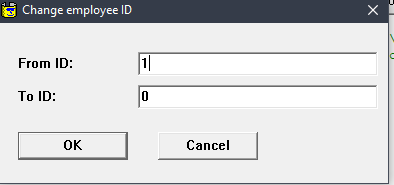 Change employee ID
From ID:
1
To ID:
0
OK
Cancel